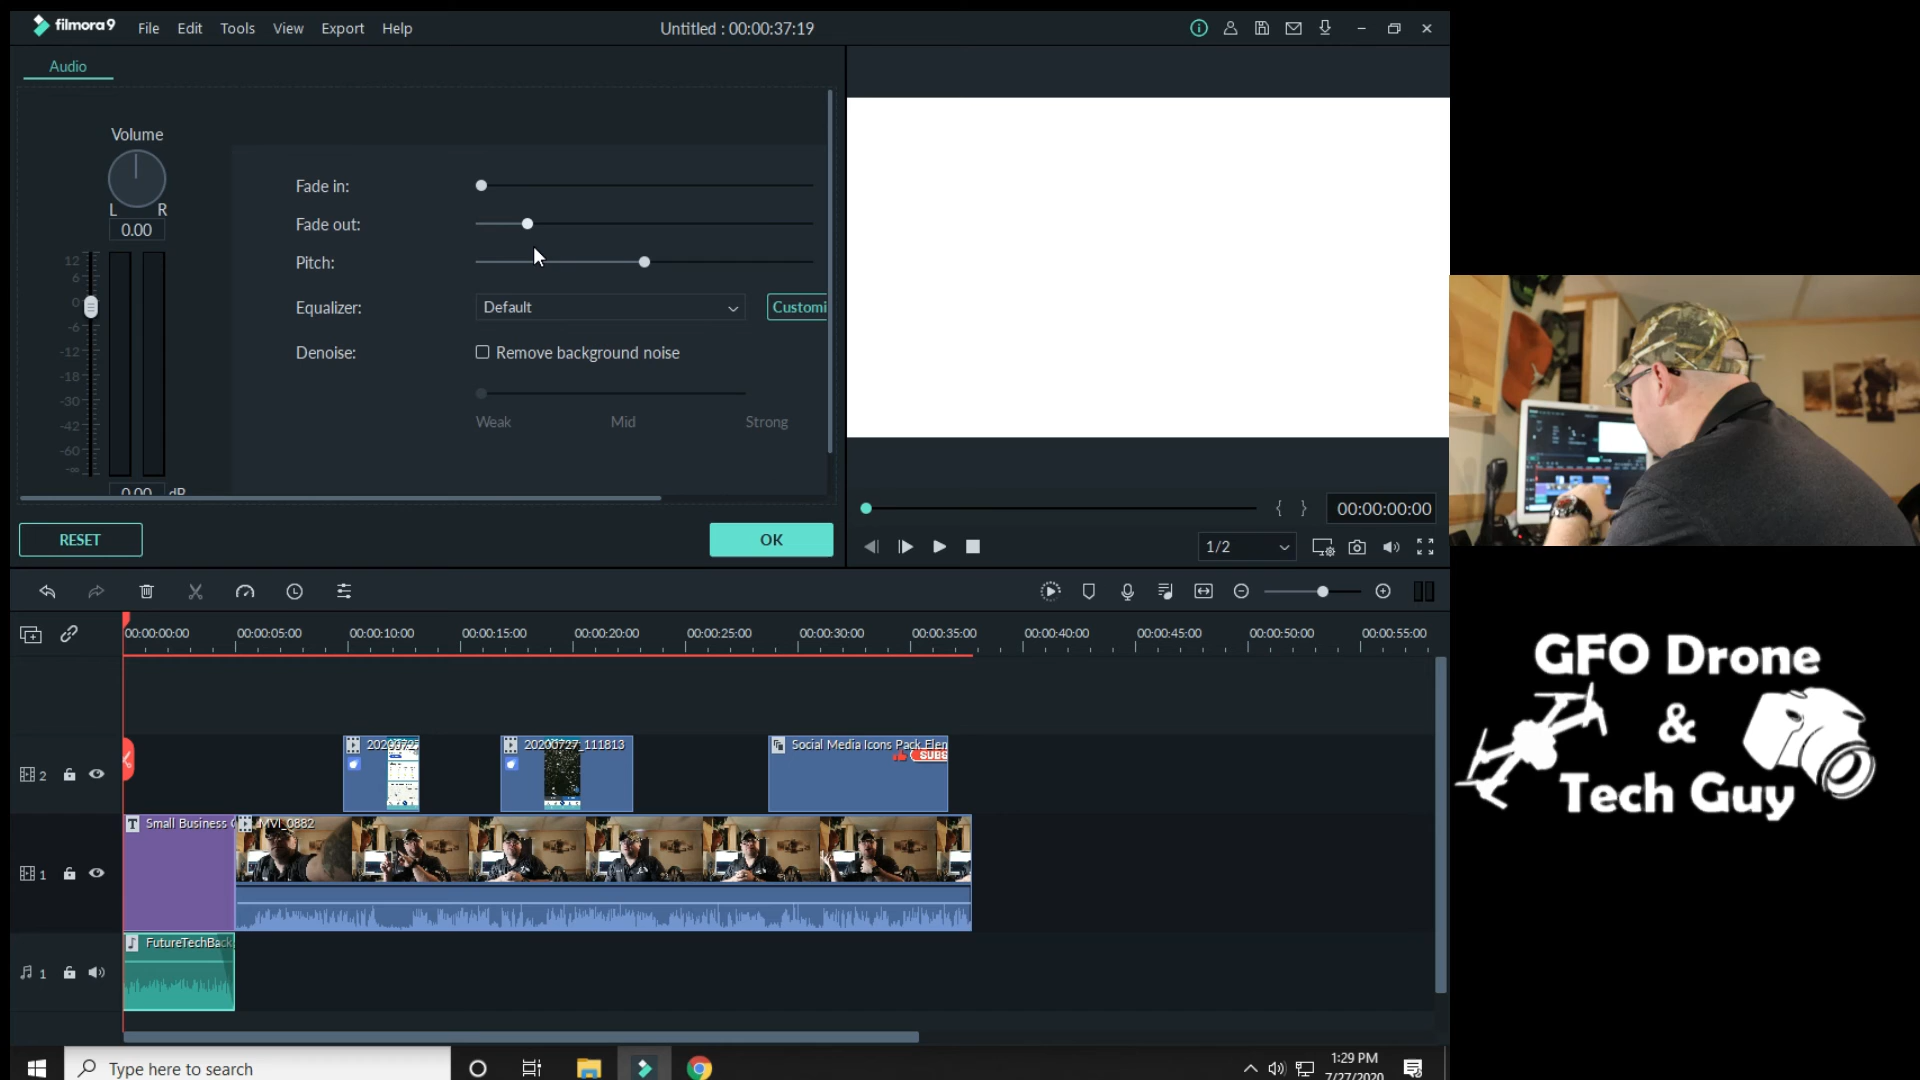 filmora9 File Edit Tools View Export Help Untitled : 00:00:37:19
Audio
Volume
L R
0.00
12
6
0
-6
-12
-18
-30
-42
-60
-∞
0.00 dB
Fade in:
Fade out:
Pitch:
Equalizer: Default Customi
Denoise: Remove background noise
Weak Mid Strong
RESET OK
{ } 00:00:00:00
1/2
00:00:00:00 00:00:05:00 00:00:10:00 00:00:15:00 00:00:20:00 00:00:25:00 00:00:30:00 00:00:35:00 00:00:40:00 00:00:45:00 00:00:50:00 00:00:55:00
2 20200727_111813 Social Media Icons Pack Elen
SUBS
T Small Business MVI_0882
1
FutureTechBack
1
Type here to search
1:29 PM
7/27/2020
GFO Drone
&
Tech Guy